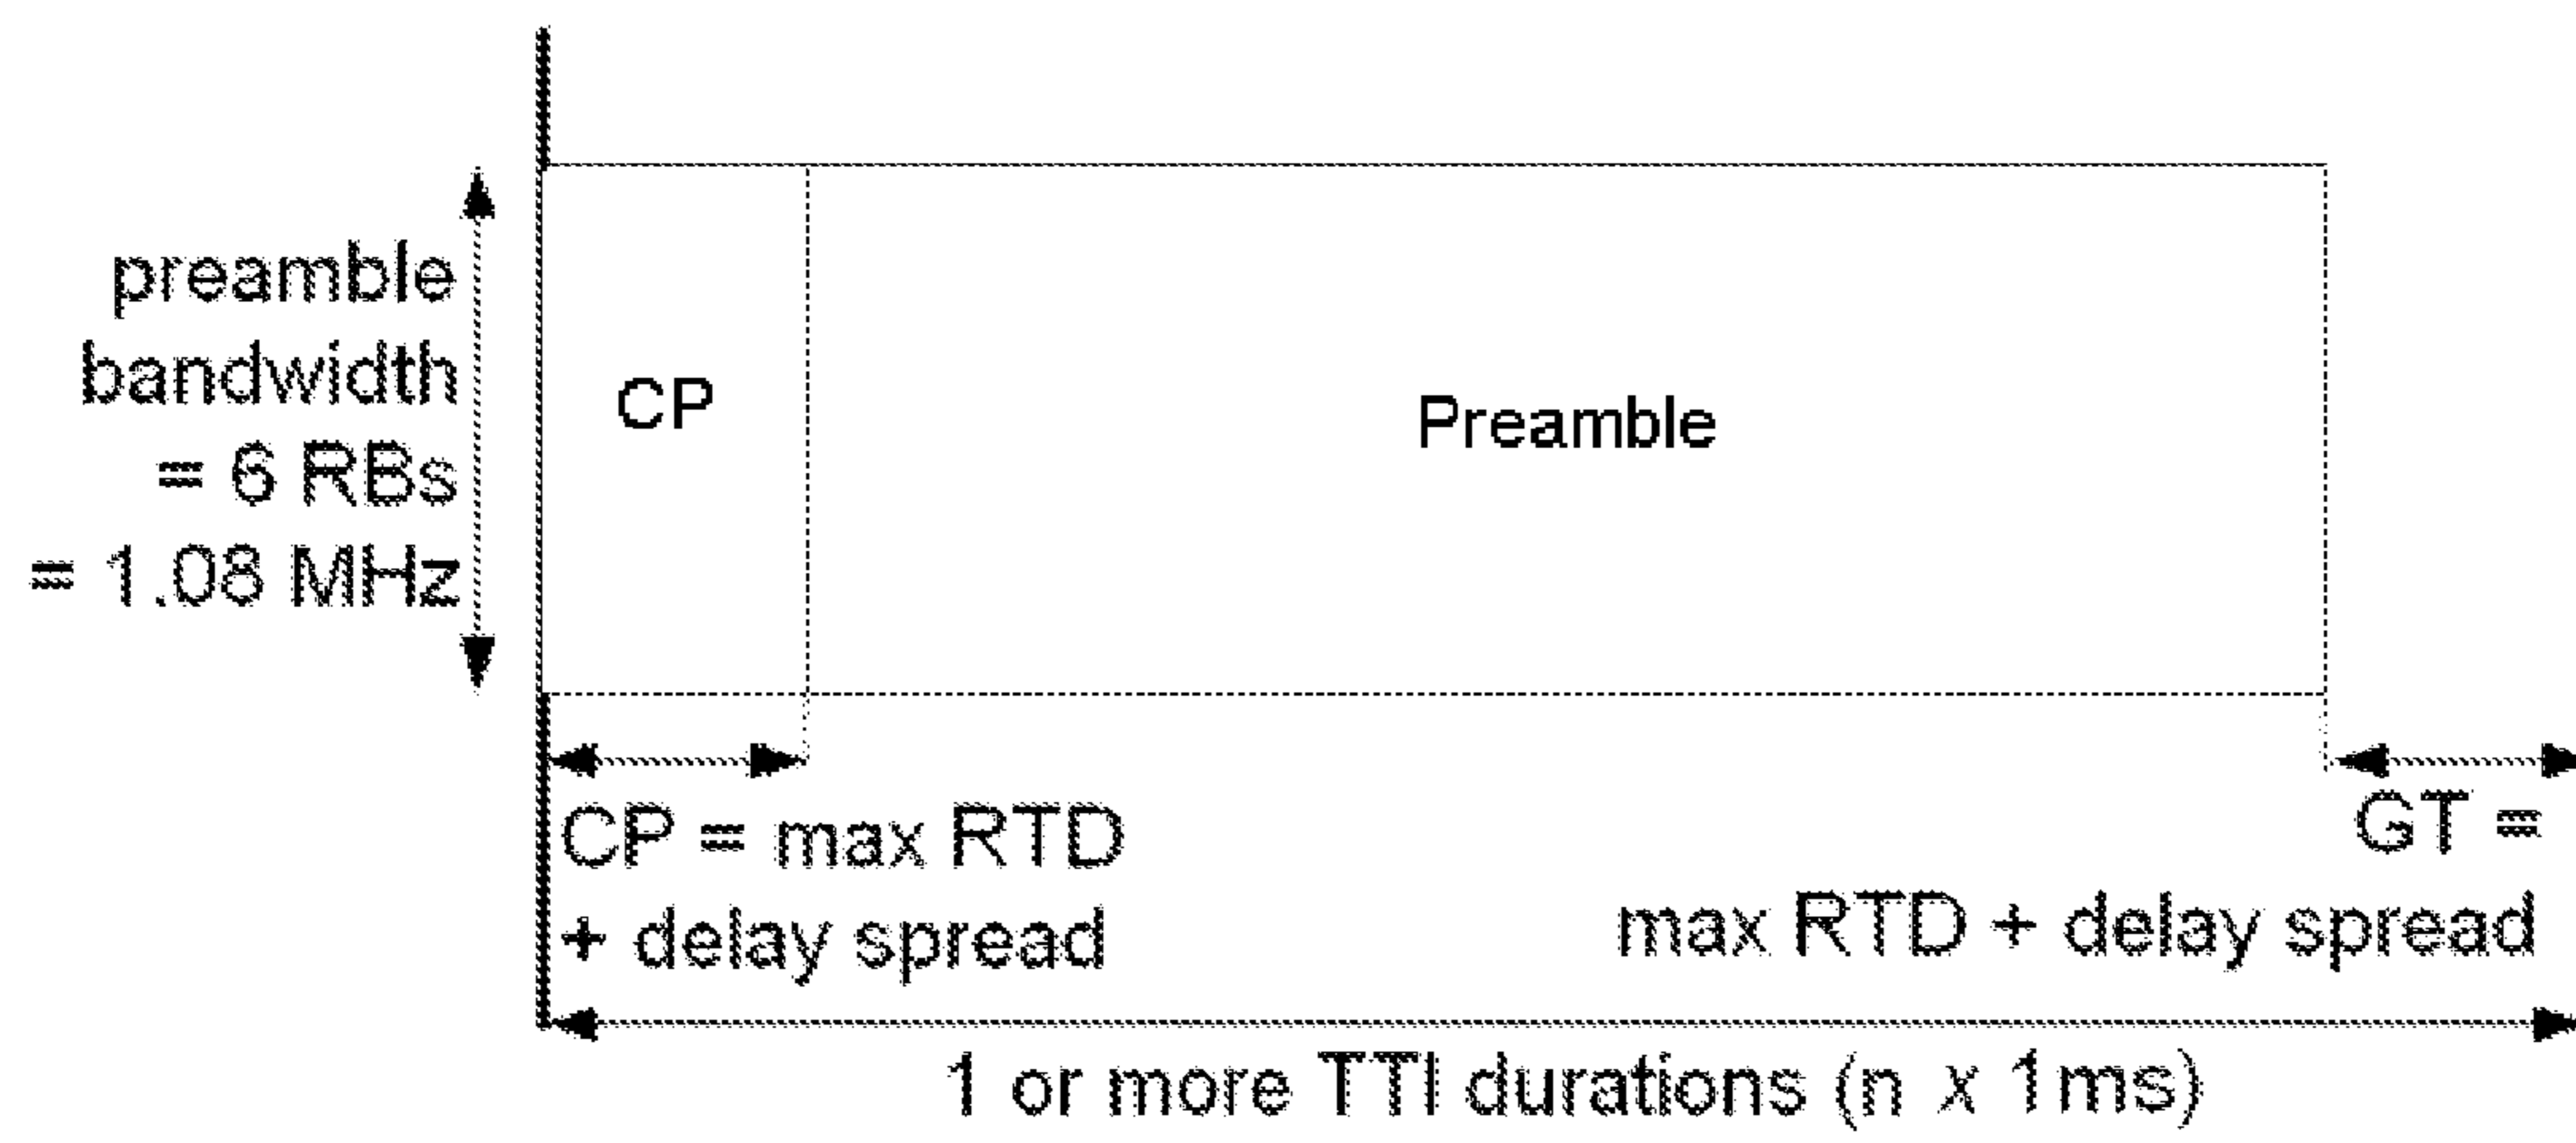 preamble
bandwidth
= 6 RBs
= 1.08 MHz
CP
Preamble
CP = max RTD
+ delay spread
GT =
max RTD + delay spread
1 or more TTI durations (n x 1ms)